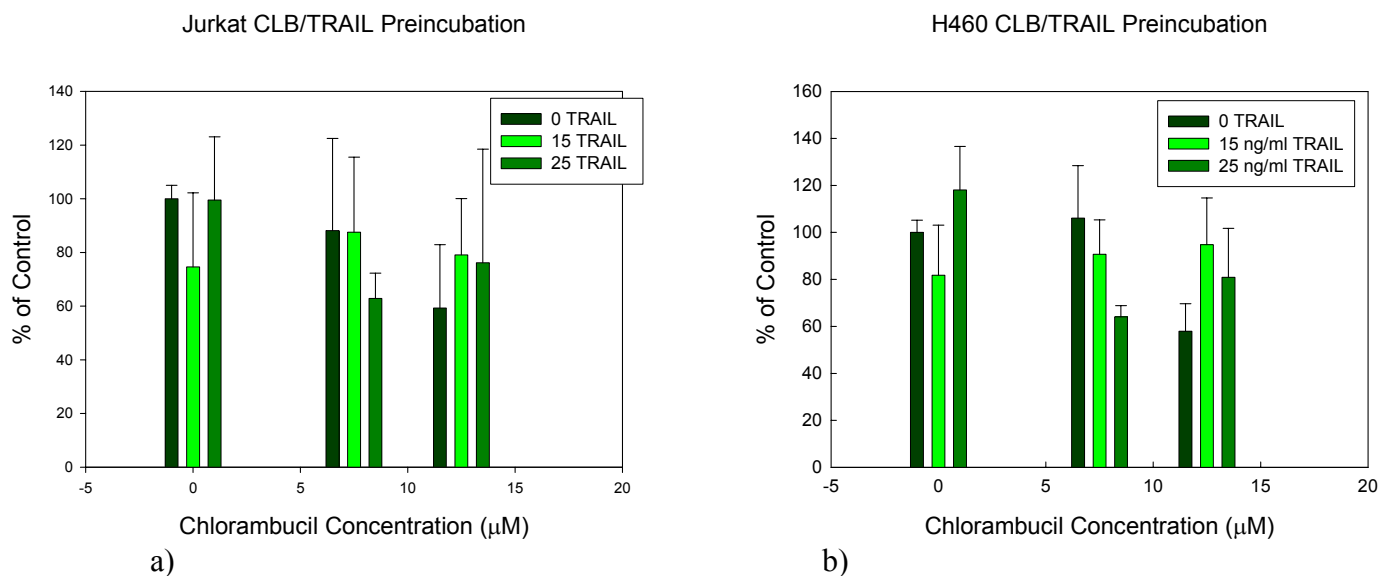 Jurkat CLB/TRAIL Preincubation
140
120
100
80
60
40
20
0
% of Control
-5
0
5
10
15
20
Chlorambucil Concentration (μM)
0 TRAIL
15 TRAIL
25 TRAIL
a)
H460 CLB/TRAIL Preincubation
160
140
120
100
80
60
40
20
0
% of Control
-5
0
5
10
15
20
Chlorambucil Concentration (μM)
0 TRAIL
15 ng/ml TRAIL
25 ng/ml TRAIL
b)